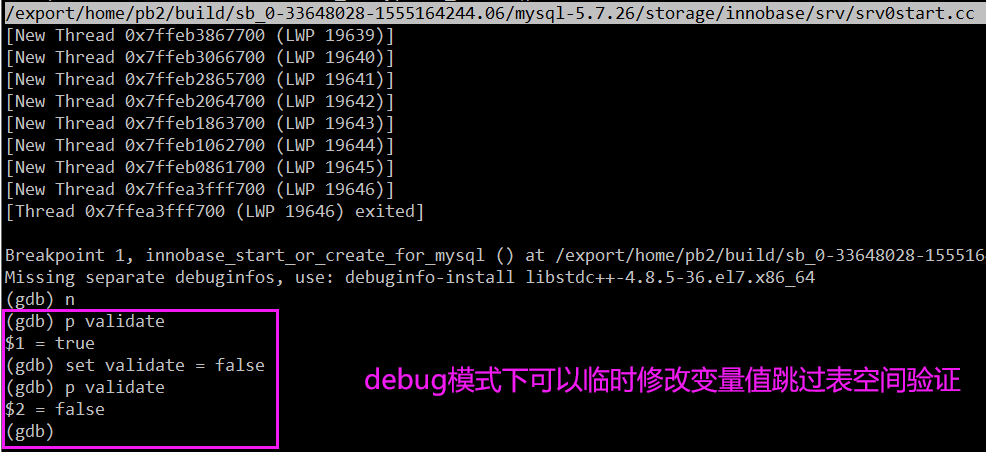 /export/home/pb2/build/sb_0-33648028-1555164244.06/mysql-5.7.26/storage/innobase/srv/srv0start.cc
[New Thread 0x7ffeb3867700 (LWP 19639)]
[New Thread 0x7ffeb3066700 (LWP 19640)]
[New Thread 0x7ffeb2865700 (LWP 19641)]
[New Thread 0x7ffeb2064700 (LWP 19642)]
[New Thread 0x7ffeb1863700 (LWP 19643)]
[New Thread 0x7ffeb1062700 (LWP 19644)]
[New Thread 0x7ffeb0861700 (LWP 19645)]
[New Thread 0x7ffea3fff700 (LWP 19646)]
[Thread 0x7ffea3fff700 (LWP 19646) exited]
Breakpoint 1, innobase_start_or_create_for_mysql () at /export/home/pb2/build/sb_0-33648028-155516
Missing separate debuginfos, use: debuginfo-install libstdc++-4.8.5-36.el7.x86_64
(gdb) n
(gdb) p validate
$1 = true
(gdb) set validate = false
(gdb) p validate
$2 = false
(gdb)
debug模式下可以临时修改变量值跳过表空间验证